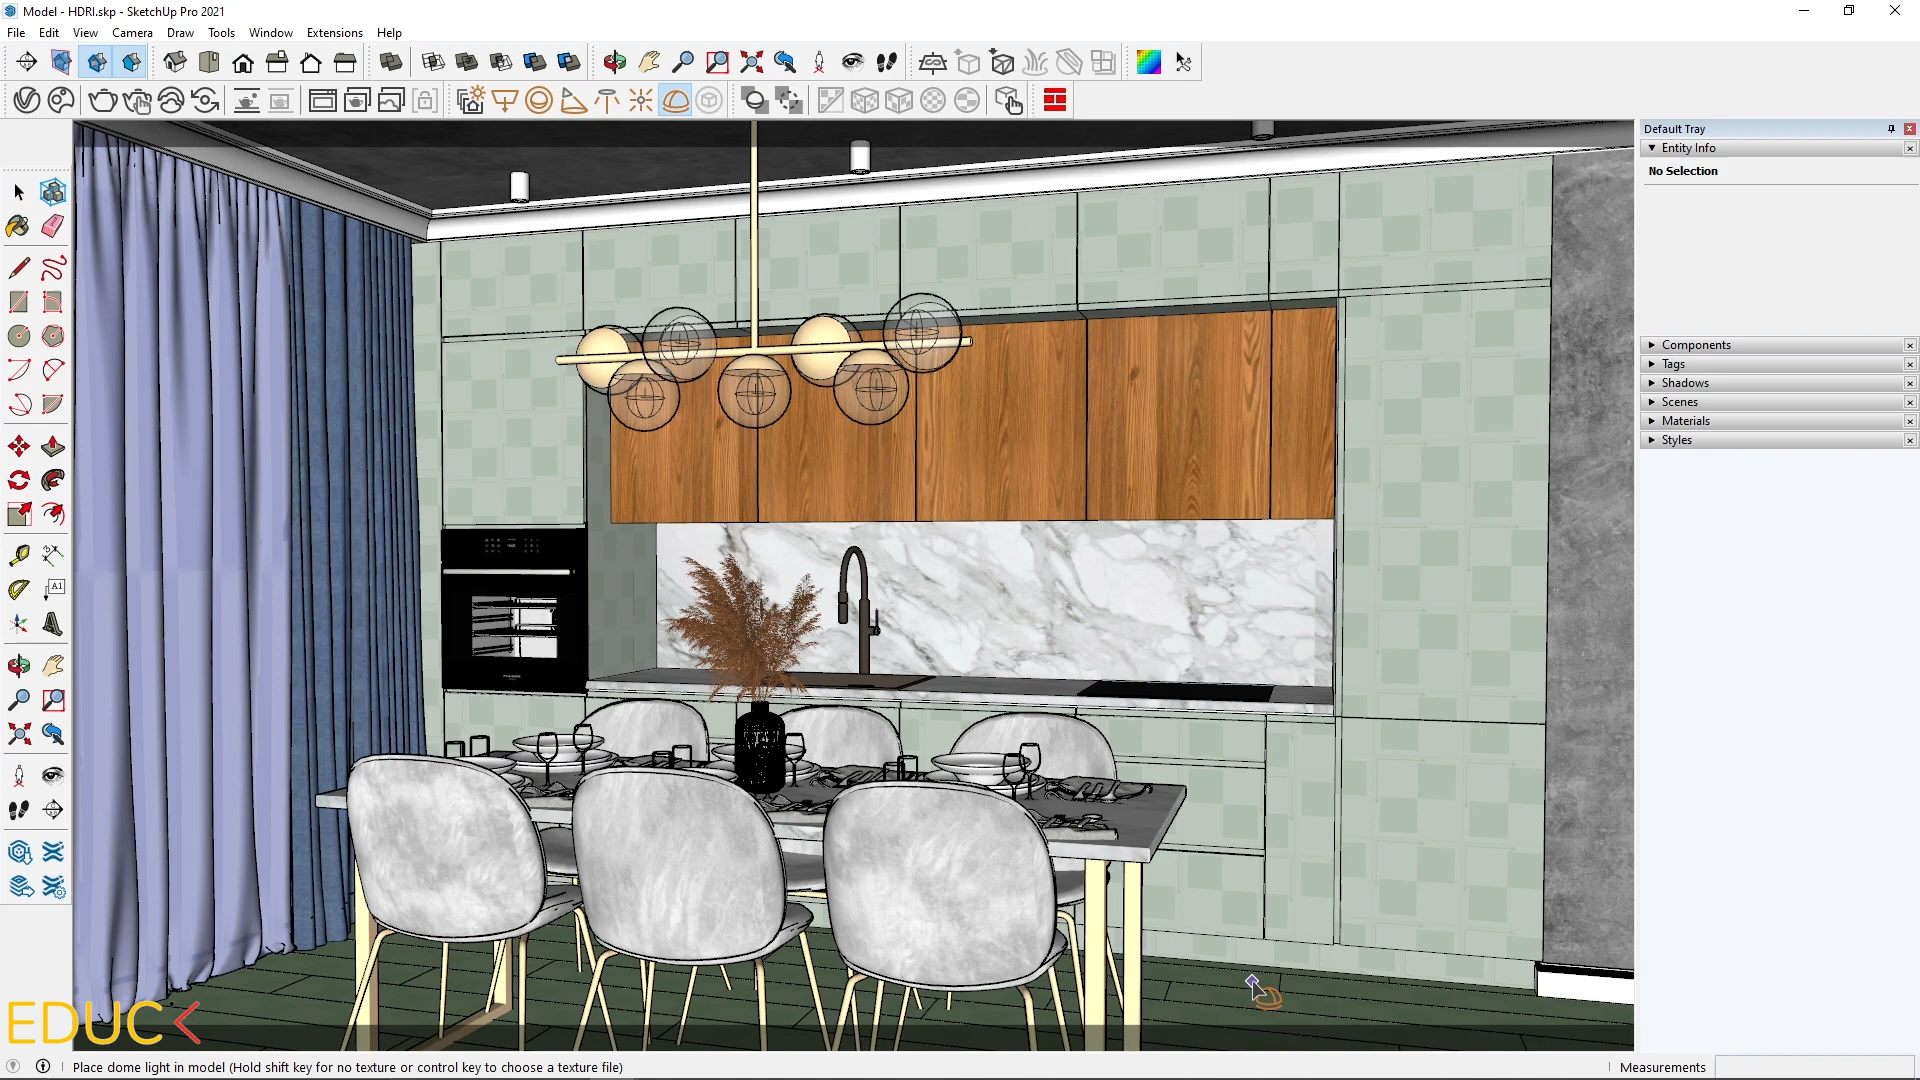 Model - HDRI.skp - SketchUp Pro 2021
File Edit View Camera Draw Tools Window Extensions Help
Default Tray
Entity Info
No Selection
Components
Tags
Shadows
Scenes
Materials
Styles
A1
EDUC
Place dome light in model (Hold shift key for no texture or control key to choose a texture file)
Measurements